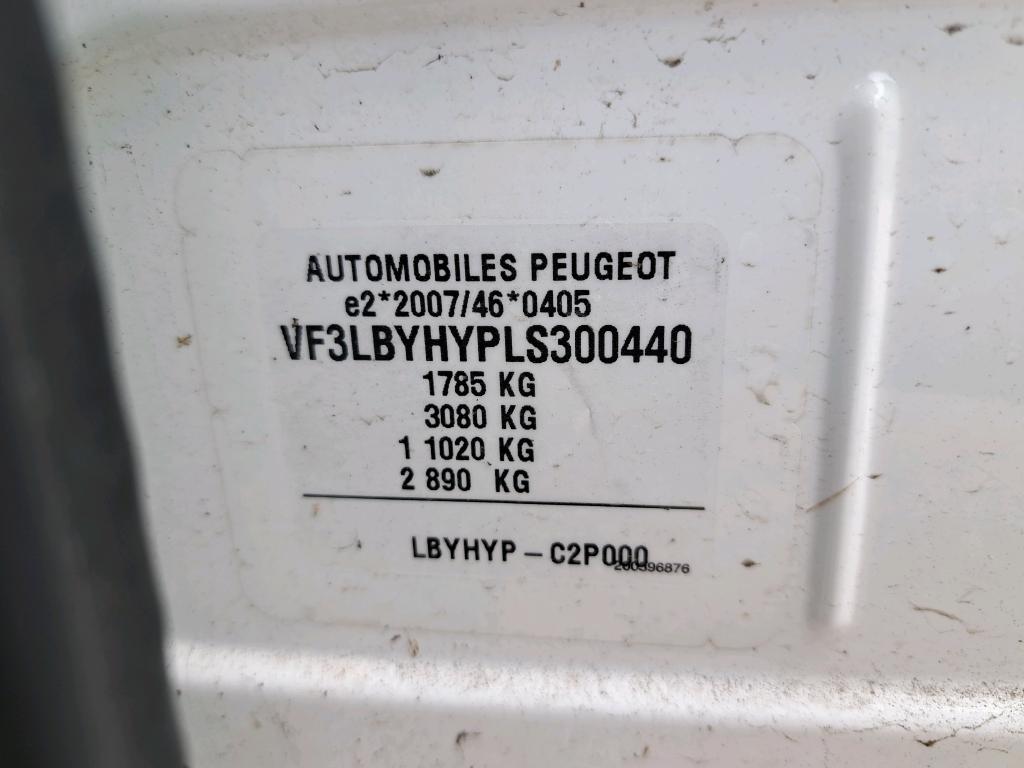 AUTOMOBILES PEUGEOT
e2*2007/46*0405
VF3LBYHYPLS300440
1785 KG
3080 KG
1 1020 KG
2 890 KG
LBYHYP - C2P000
200396876